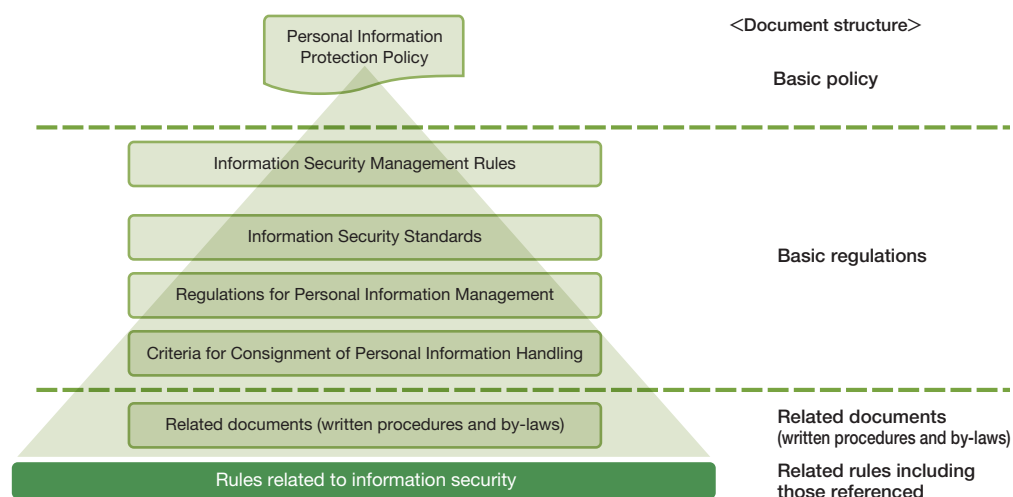 Personal Information
Protection Policy
<Document structure>
Basic policy
Information Security Management Rules
Information Security Standards
Basic regulations
Regulations for Personal Information Management
Criteria for Consignment of Personal Information Handling
Related documents (written procedures and by-laws)
Related documents
(written procedures and by-laws)
Rules related to information security
Related rules including
those referenced